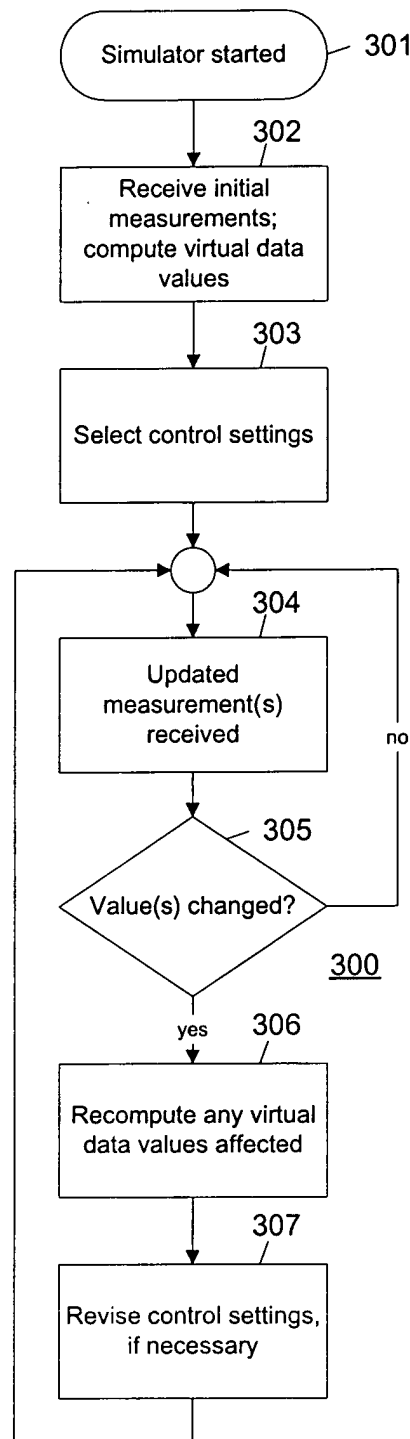 Simulator started
301
302
Receive initial
measurements;
compute virtual data
values
303
Select control settings
304
Updated
measurement(s)
received
no
305
Value(s) changed?
300
yes
306
Recompute any virtual
data values affected
307
Revise control settings,
if necessary